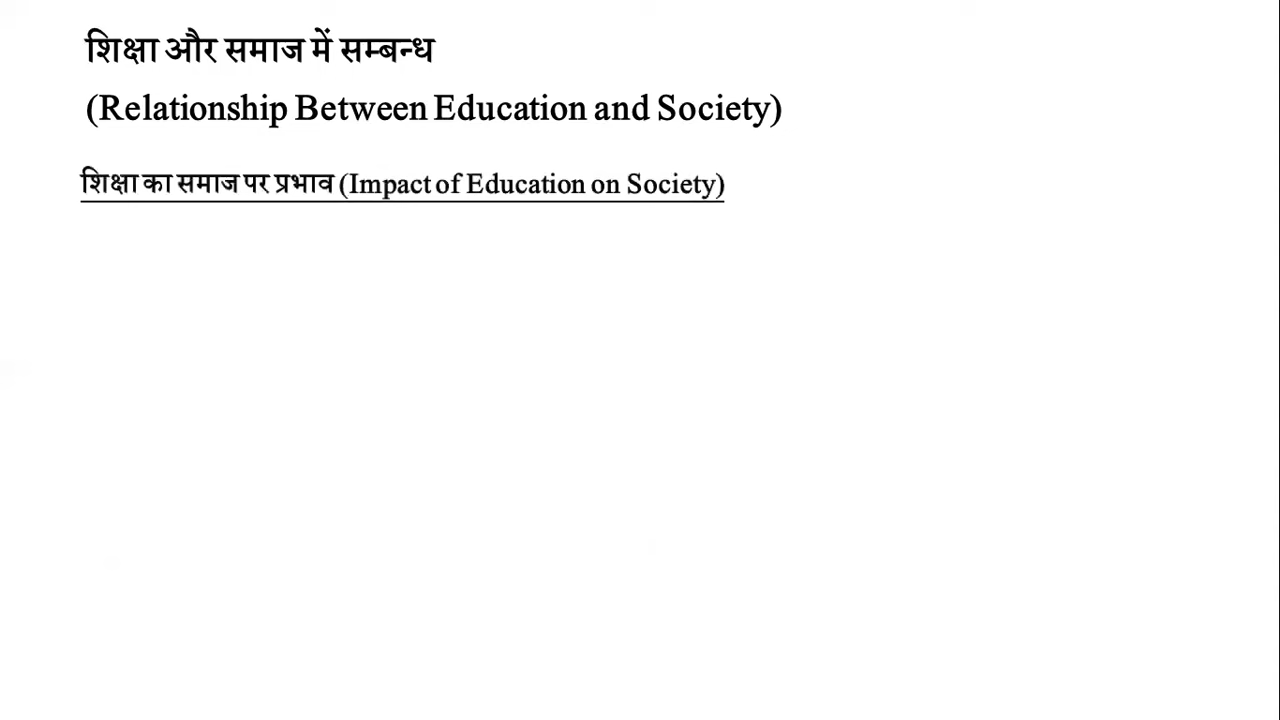 शिक्षा और समाज में सम्बन्ध
(Relationship Between Education and Society)
शिक्षा का समाज पर प्रभाव (Impact of Education on Society)